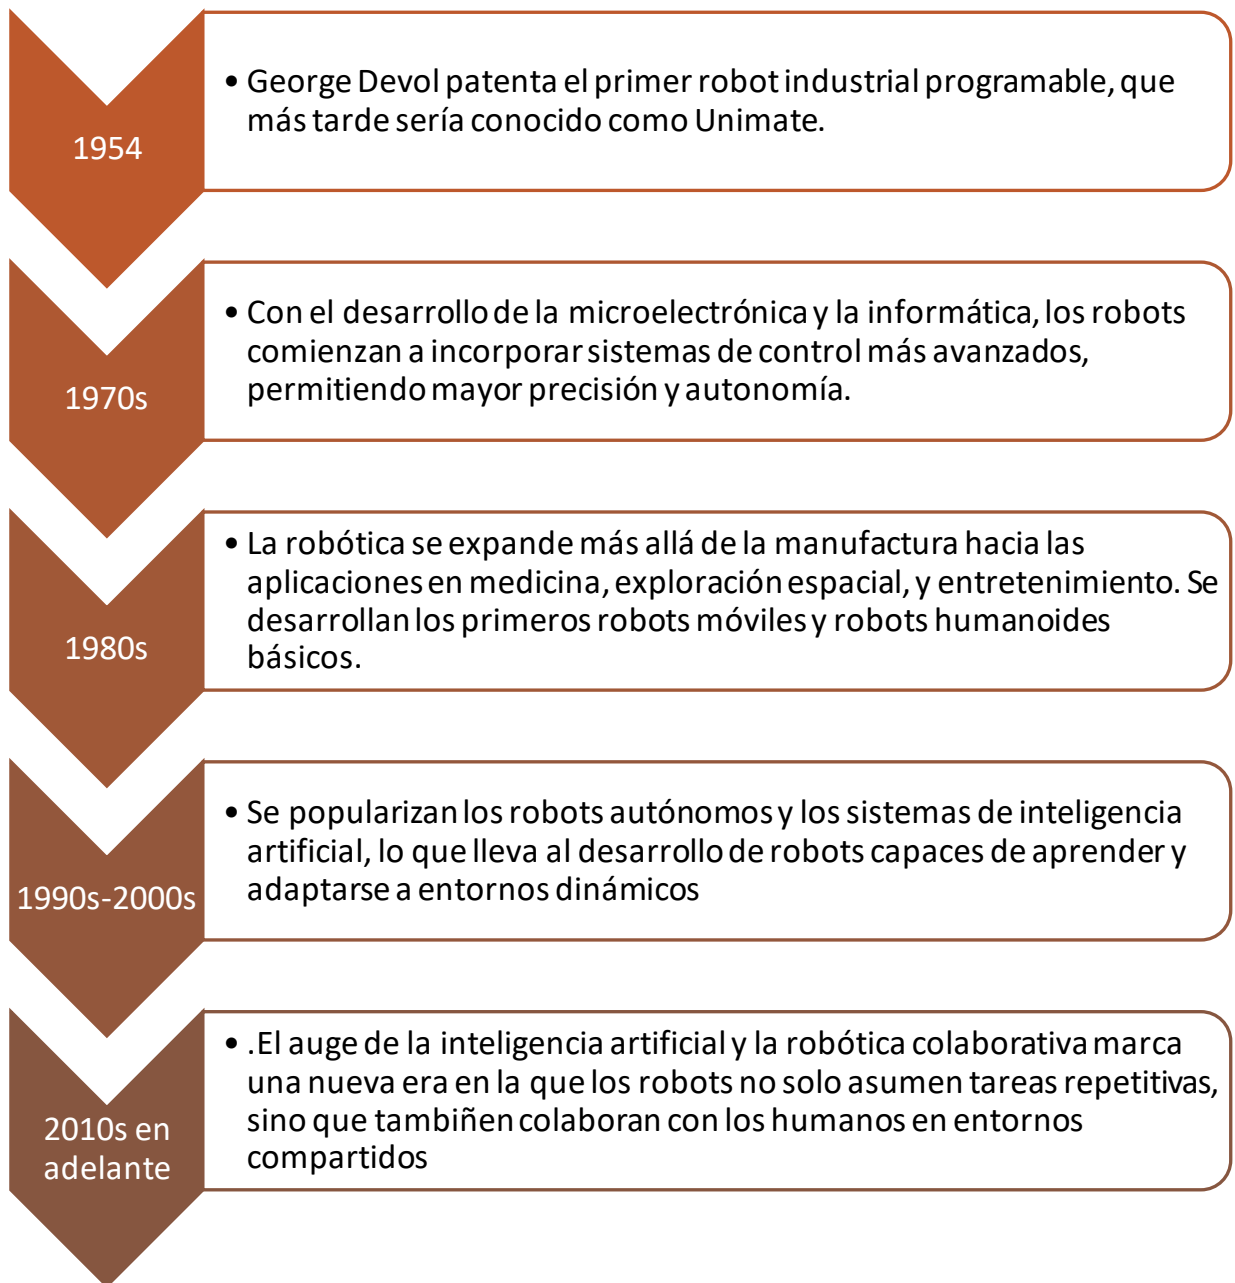 1954
• George Devol patenta el primer robot industrial programable, que
más tarde sería conocido como Unimate.
1970s
• Con el desarrollo de la microelectrónica y la informática, los robots
comienzan a incorporar sistemas de control más avanzados,
permitiendo mayor precisión y autonomía.
1980s
• La robótica se expande más allá de la manufactura hacia las
aplicaciones en medicina, exploración espacial, y entretenimiento. Se
desarrollan los primeros robots móviles y robots humanoides
básicos.
1990s-2000s
• Se popularizan los robots autónomos y los sistemas de inteligencia
artificial, lo que lleva al desarrollo de robots capaces de aprender y
adaptarse a entornos dinámicos
2010s en
adelante
• .El auge de la inteligencia artificial y la robótica colaborativa marca
una nueva era en la que los robots no solo asumen tareas repetitivas,
sino que tambiñen colaboran con los humanos en entornos
compartidos